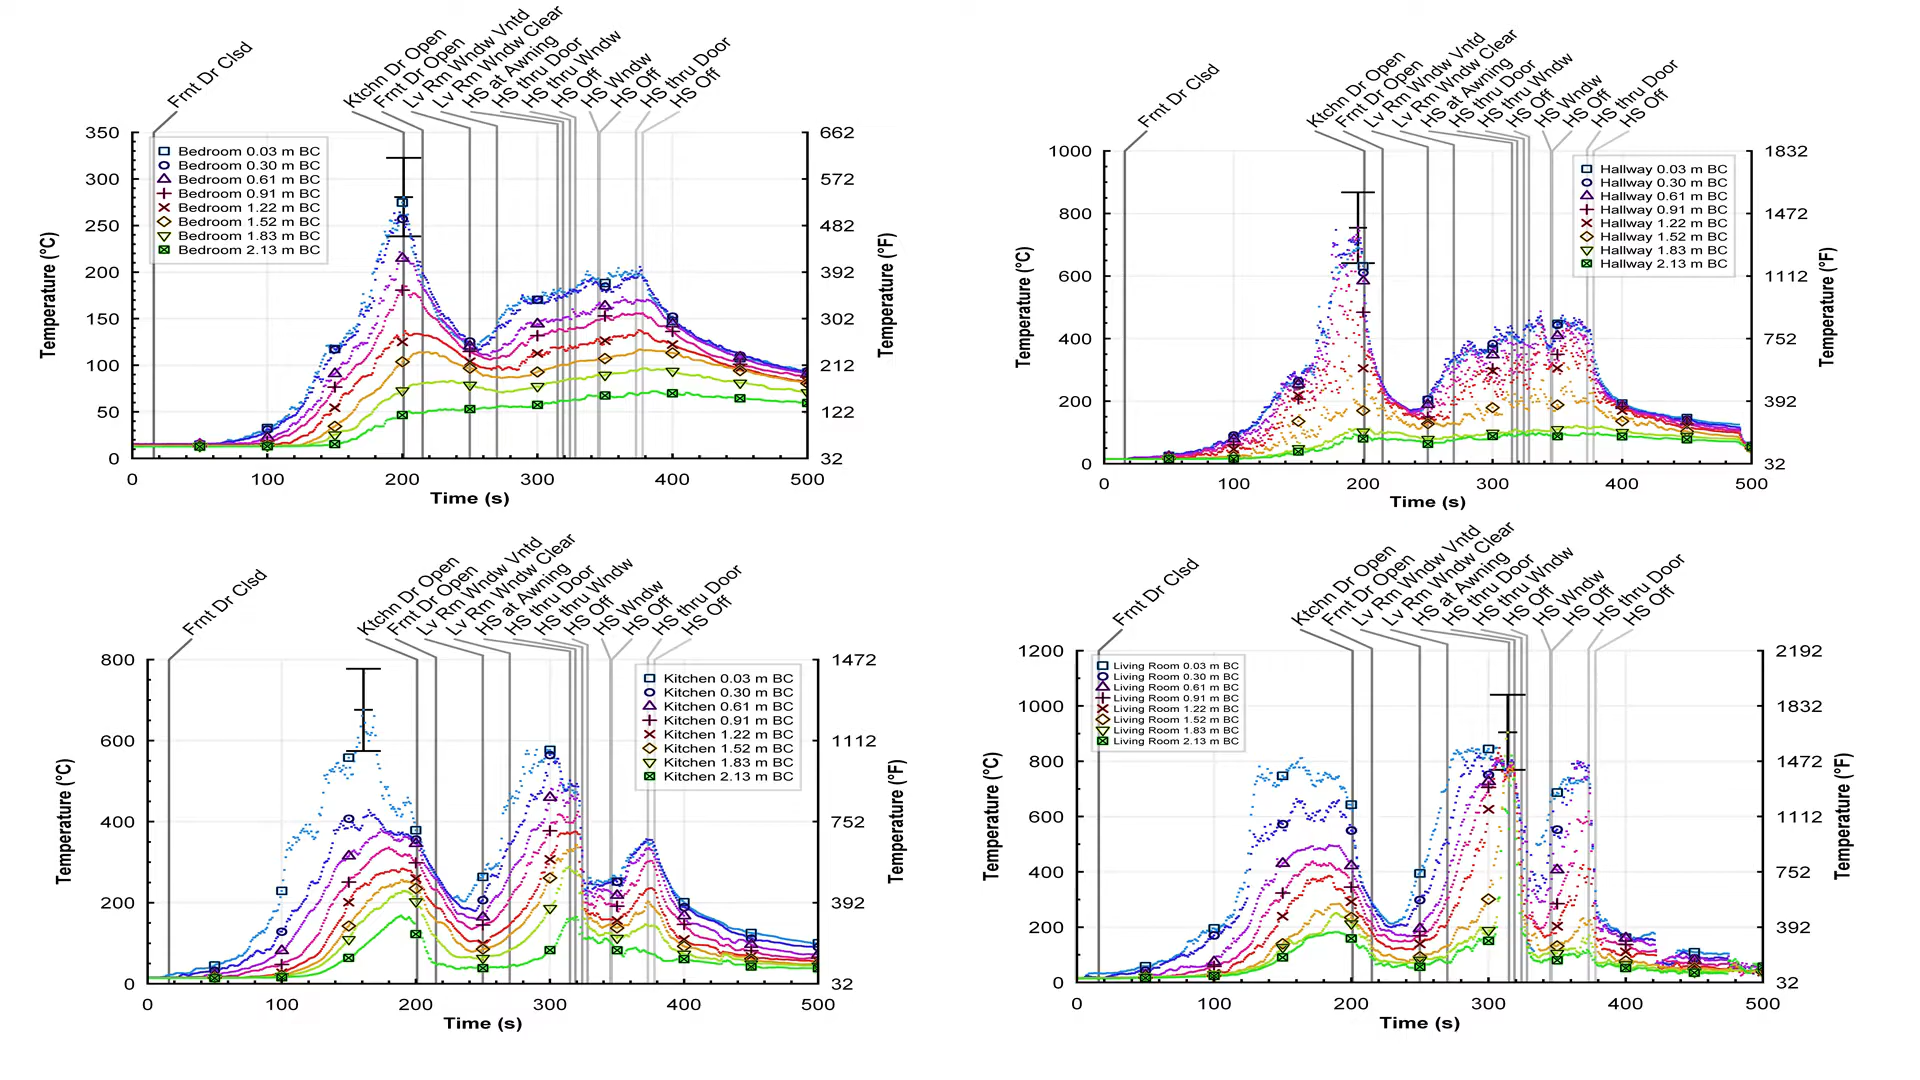 Frnt Dr Clsd
Ktchn Dr Open
Frnt Dr Open
Lv Rm Wndw Vntd
Lv Rm Wndw Clear
HS at Awning
HS thru Door
HS thru Wndw
HS Off
HS Wndw
HS Off
HS thru Door
HS Off
350
300
250
200
150
100
50
0
Temperature (°C)
662
572
482
392
302
212
122
32
Temperature (°F)
Bedroom 0.03 m BC
Bedroom 0.30 m BC
Bedroom 0.61 m BC
Bedroom 0.91 m BC
Bedroom 1.22 m BC
Bedroom 1.52 m BC
Bedroom 1.83 m BC
Bedroom 2.13 m BC
0 100 200 300 400 500
Time (s)
Frnt Dr Clsd
Ktchn Dr Open
Frnt Dr Open
Lv Rm Wndw Vntd
Lv Rm Wndw Clear
HS at Awning
HS thru Door
HS thru Wndw
HS Off
HS Wndw
HS Off
HS thru Door
HS Off
1000
800
600
400
200
0
Temperature (°C)
1832
1472
1112
752
392
32
Temperature (°F)
Hallway 0.03 m BC
Hallway 0.30 m BC
Hallway 0.61 m BC
Hallway 0.91 m BC
Hallway 1.22 m BC
Hallway 1.52 m BC
Hallway 1.83 m BC
Hallway 2.13 m BC
0 100 200 300 400 500
Time (s)
Frnt Dr Clsd
Ktchn Dr Open
Frnt Dr Open
Lv Rm Wndw Vntd
Lv Rm Wndw Clear
HS at Awning
HS thru Door
HS thru Wndw
HS Off
HS Wndw
HS Off
HS thru Door
HS Off
800
600
400
200
0
Temperature (°C)
1472
1112
752
392
32
Temperature (°F)
Kitchen 0.03 m BC
Kitchen 0.30 m BC
Kitchen 0.61 m BC
Kitchen 0.91 m BC
Kitchen 1.22 m BC
Kitchen 1.52 m BC
Kitchen 1.83 m BC
Kitchen 2.13 m BC
0 100 200 300 400 500
Time (s)
Frnt Dr Clsd
Ktchn Dr Open
Frnt Dr Open
Lv Rm Wndw Vntd
Lv Rm Wndw Clear
HS at Awning
HS thru Door
HS thru Wndw
HS Off
HS Wndw
HS Off
HS thru Door
HS Off
1200
1000
800
600
400
200
0
Temperature (°C)
2192
1832
1472
1112
752
392
32
Temperature (°F)
Living Room 0.03 m BC
Living Room 0.30 m BC
Living Room 0.61 m BC
Living Room 0.91 m BC
Living Room 1.22 m BC
Living Room 1.52 m BC
Living Room 1.83 m BC
Living Room 2.13 m BC
0 100 200 300 400 500
Time (s)